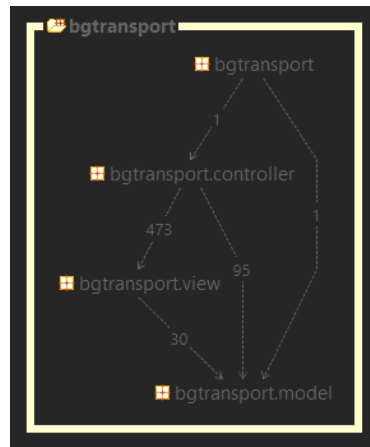 bgtransport
bgtransport
1
bgtransport.controller
473
95
1
bgtransport.view
30
bgtransport.model